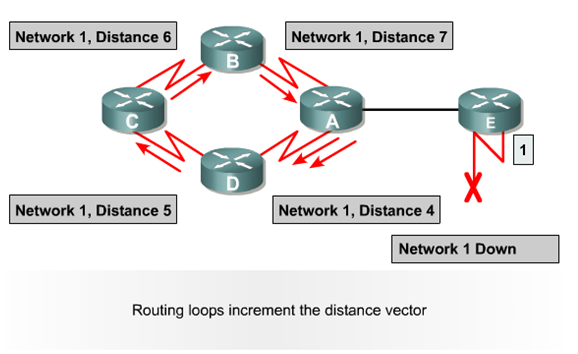 Network 1, Distance 6
Network 1, Distance 7
B
C
A
E
1
D
Network 1, Distance 5
Network 1, Distance 4
Network 1 Down
Routing loops increment the distance vector